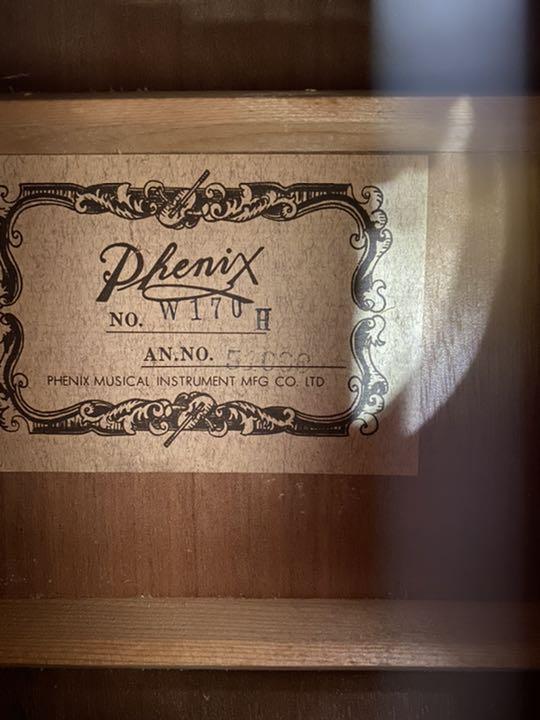 Phenix
NO. W170 H
AN.NO.
PHENIX MUSICAL INSTRUMENT MFG CO. LTD